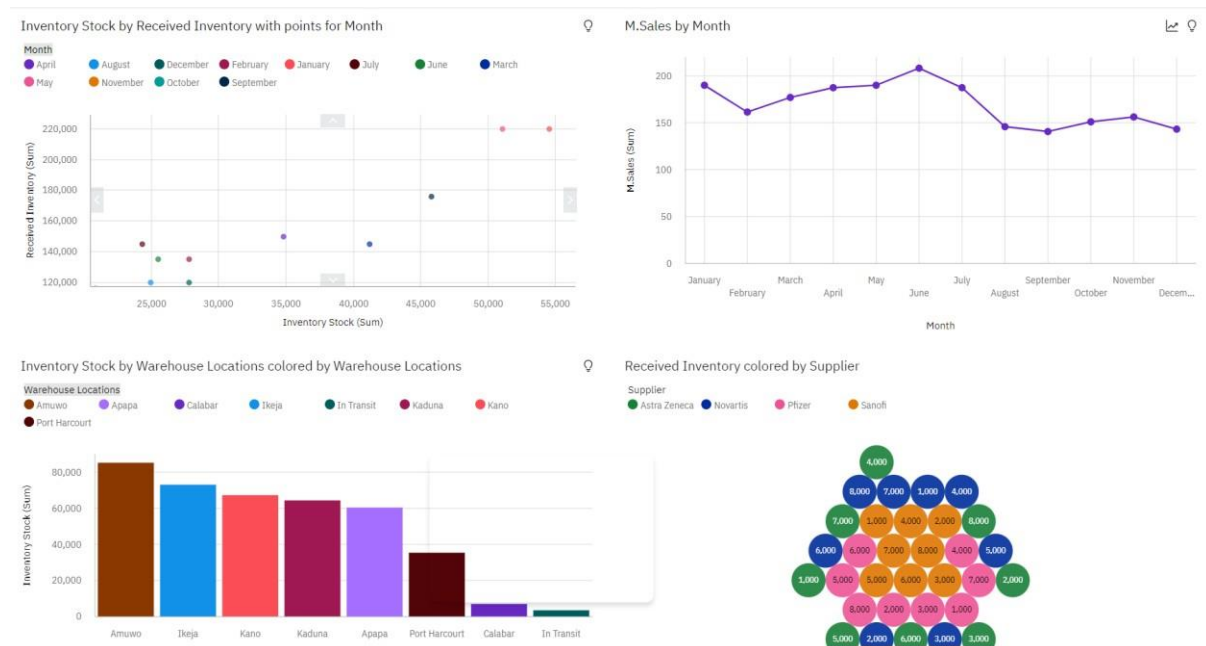 Inventory Stock by Received Inventory with points for Month
Month
April August December February January July June March
May November October September
220,000
200,000
180,000
160,000
140,000
120,000
Received Inventory (Sum)
25,000 30,000 35,000 40,000 45,000 50,000 55,000
Inventory Stock (Sum)
M.Sales by Month
200
150
100
50
0
M.Sales (Sum)
January March May July September November
February April June August October Decem...
Month
Inventory Stock by Warehouse Locations colored by Warehouse Locations
Warehouse Locations
Amuwo Apapa Calabar Ikeja In Transit Kaduna Kano
Port Harcourt
80,000
60,000
40,000
20,000
0
Inventory Stock (Sum)
Amuwo Ikeja Kano Kaduna Apapa Port Harcourt Calabar In Transit
Received Inventory colored by Supplier
Supplier
Astra Zeneca Novartis Pfizer Sanofi
4,000
8,000 7,000 1,000 4,000
7,000 1,000 4,000 2,000 8,000
6,000 6,000 7,000 8,000 4,000 5,000
1,000 5,000 5,000 6,000 3,000 7,000 2,000
8,000 2,000 3,000 1,000
5,000 2,000 6,000 3,000 3,000